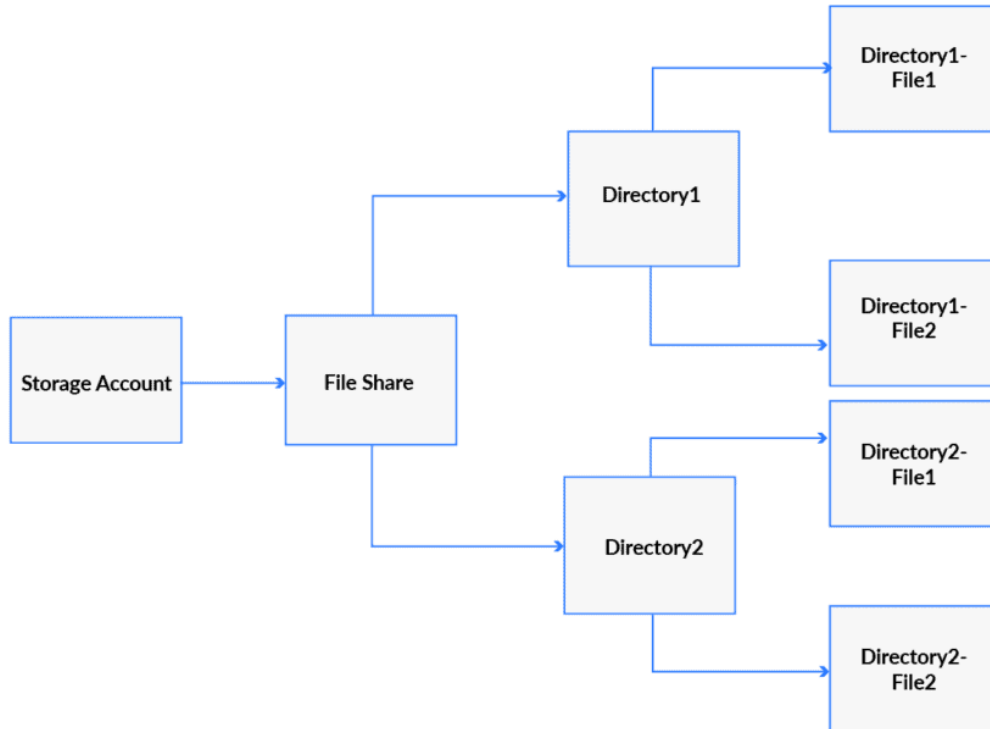 Storage Account
File Share
Directory1
Directory1-
File1
Directory1-
File2
Directory2
Directory2-
File1
Directory2-
File2